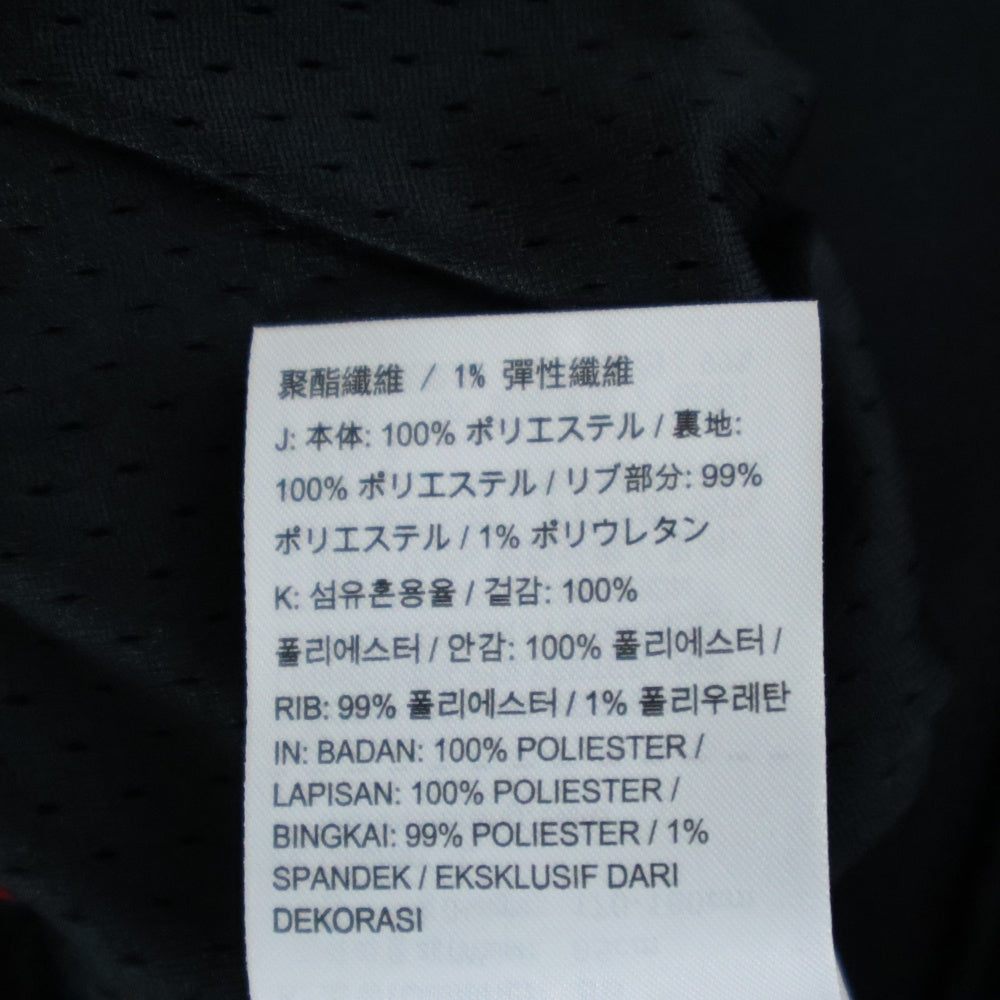 聚酯纖維 / 1% 彈性纖維
J: 本体: 100% ポリエステル / 裏地:
100% ポリエステル / リブ部分: 99%
ポリエステル / 1% ポリウレタン
K: 섬유혼용율 / 겉감: 100%
폴리에스터 / 안감: 100% 폴리에스터 /
RIB: 99% 폴리에스터 / 1% 폴리우레탄
IN: BADAN: 100% POLIESTER /
LAPISAN: 100% POLIESTER /
BINGKAI: 99% POLIESTER / 1%
SPANDEK / EKSKLUSIF DARI
DEKORASI